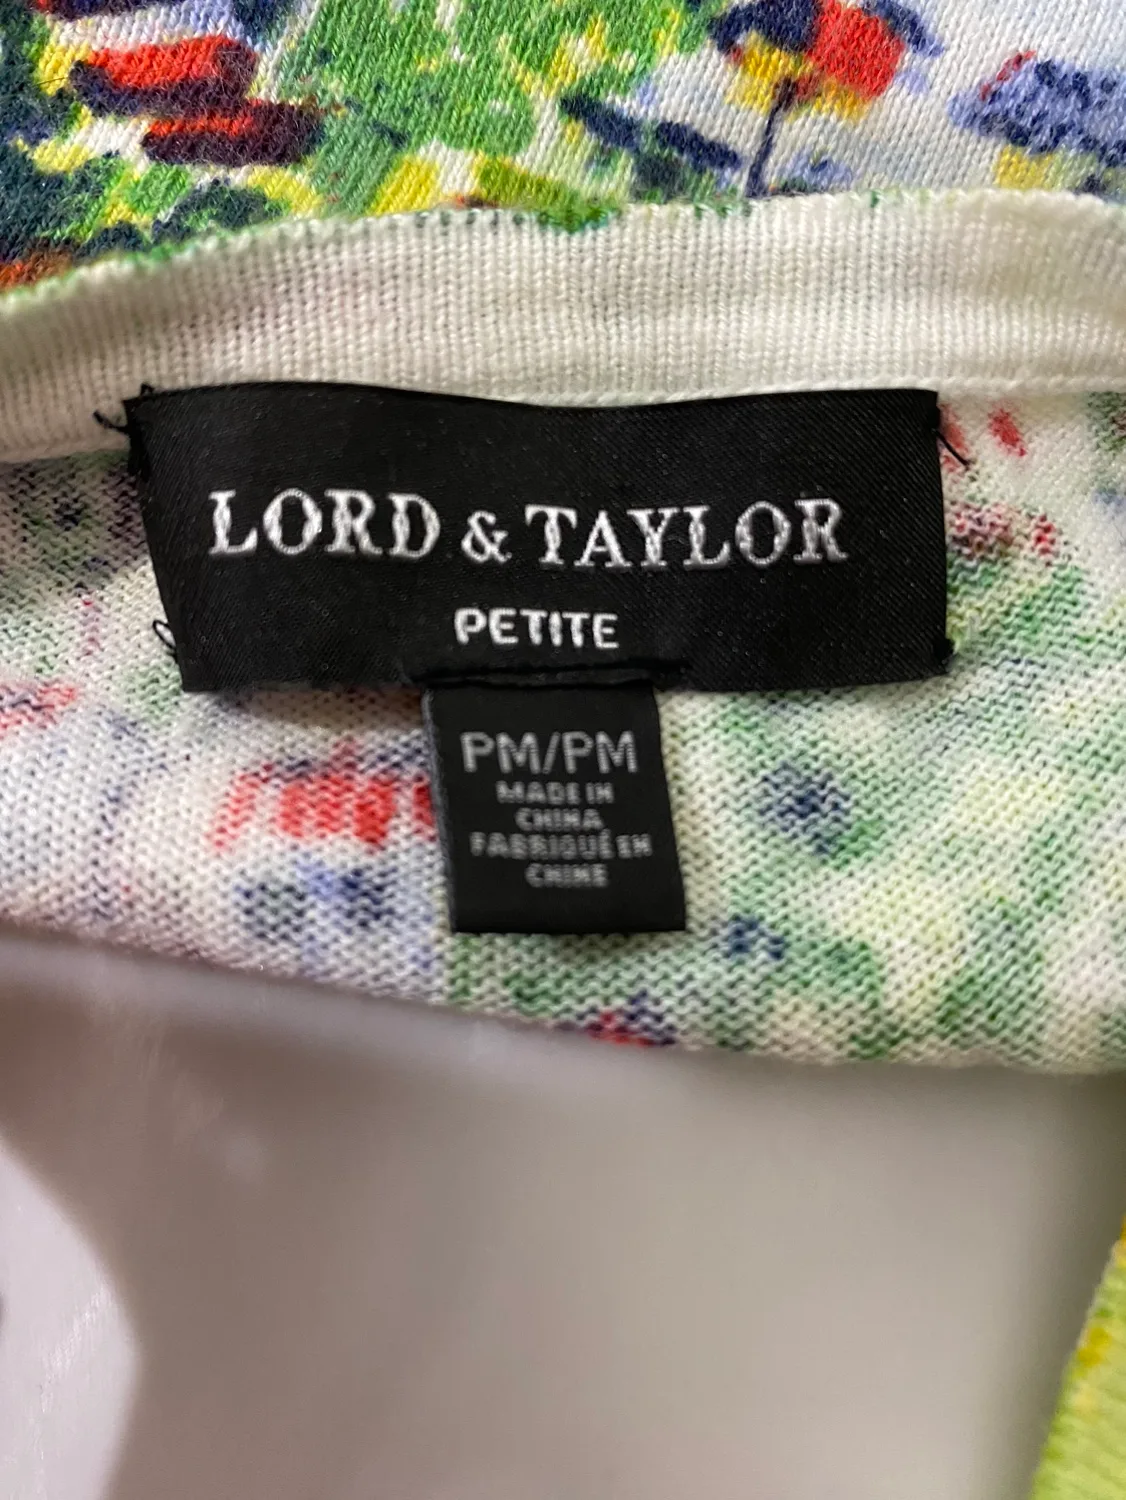 LORD & TAYLOR
PETITE
PM/PM
MADE IN
CHINA
FABRIQUÉ EN
CHINE